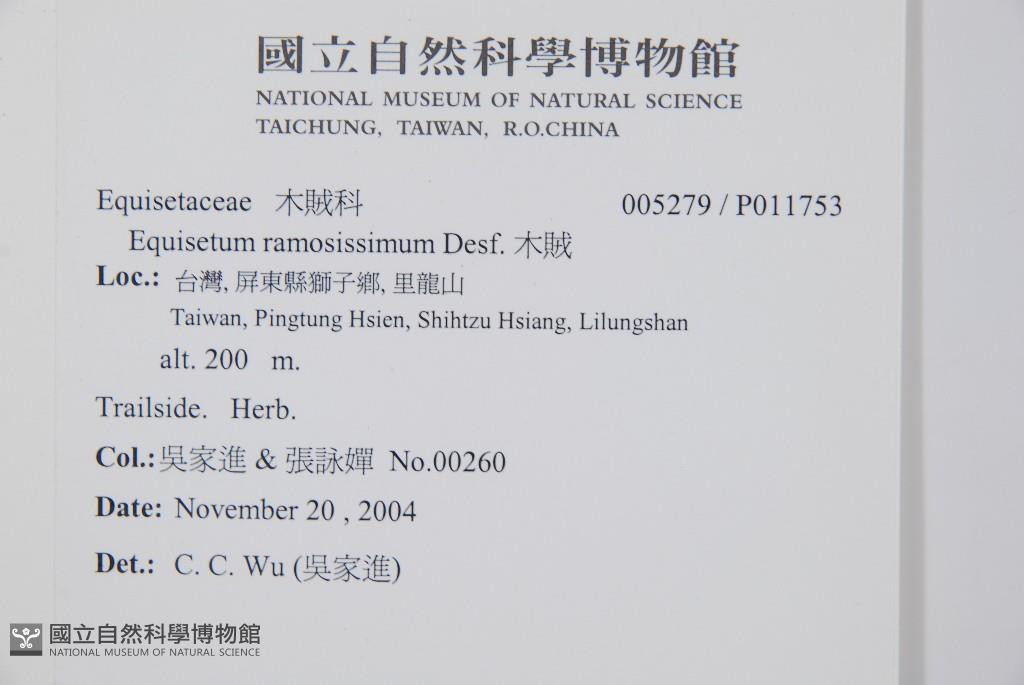 國立自然科學博物館
NATIONAL MUSEUM OF NATURAL SCIENCE
TAICHUNG, TAIWAN, R.O.CHINA
Equisetaceae 木賊科 005279 / P011753
Equisetum ramosissimum Desf. 木賊
Loc.: 台灣, 屏東縣獅子鄉, 里龍山
Taiwan, Pingtung Hsien, Shihtzu Hsiang, Lilungshan
alt. 200 m.
Trailside. Herb.
Col.:吳家進 & 張詠嬋 No.00260
Date: November 20 , 2004
Det.: C. C. Wu (吳家進)
國立自然科學博物館
NATIONAL MUSEUM OF NATURAL SCIENCE